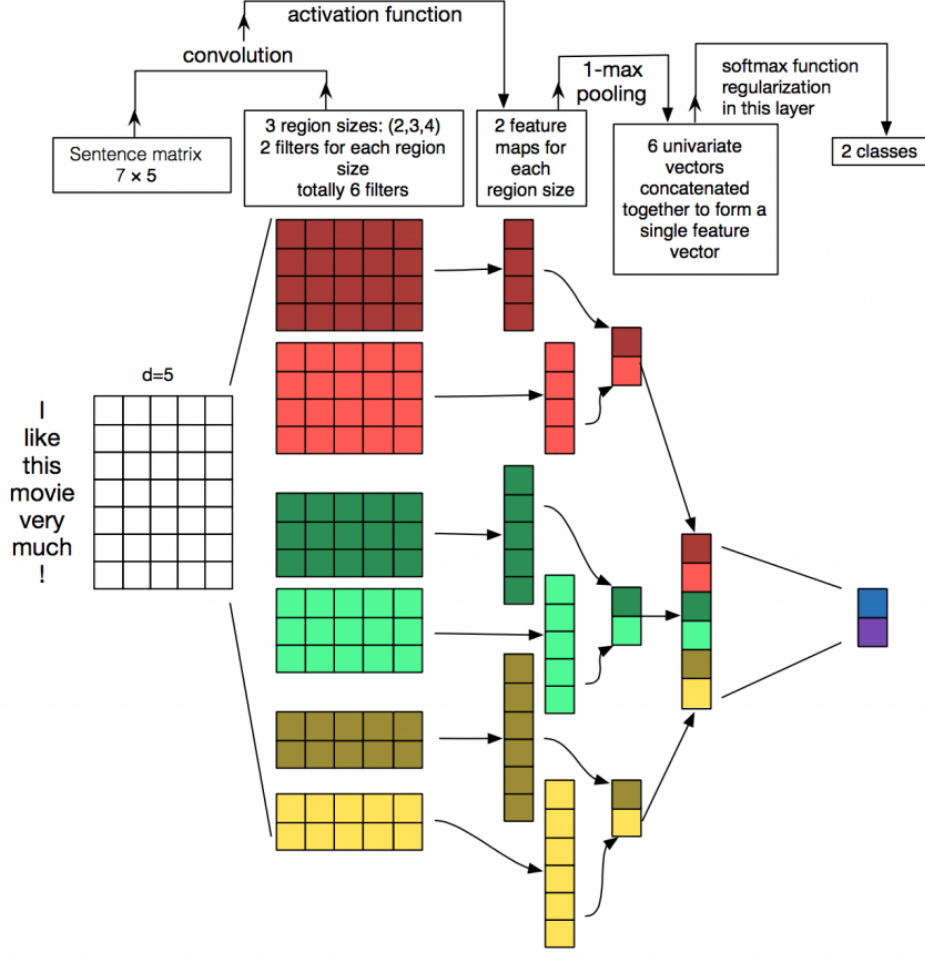 activation function
convolution
1-max
pooling
softmax function
regularization
in this layer
Sentence matrix
7 × 5
3 region sizes: (2,3,4)
2 filters for each region
size
totally 6 filters
2 feature
maps for
each
region size
6 univariate
vectors
concatenated
together to form a
single feature
vector
2 classes
d=5
I
like
this
movie
very
much
!